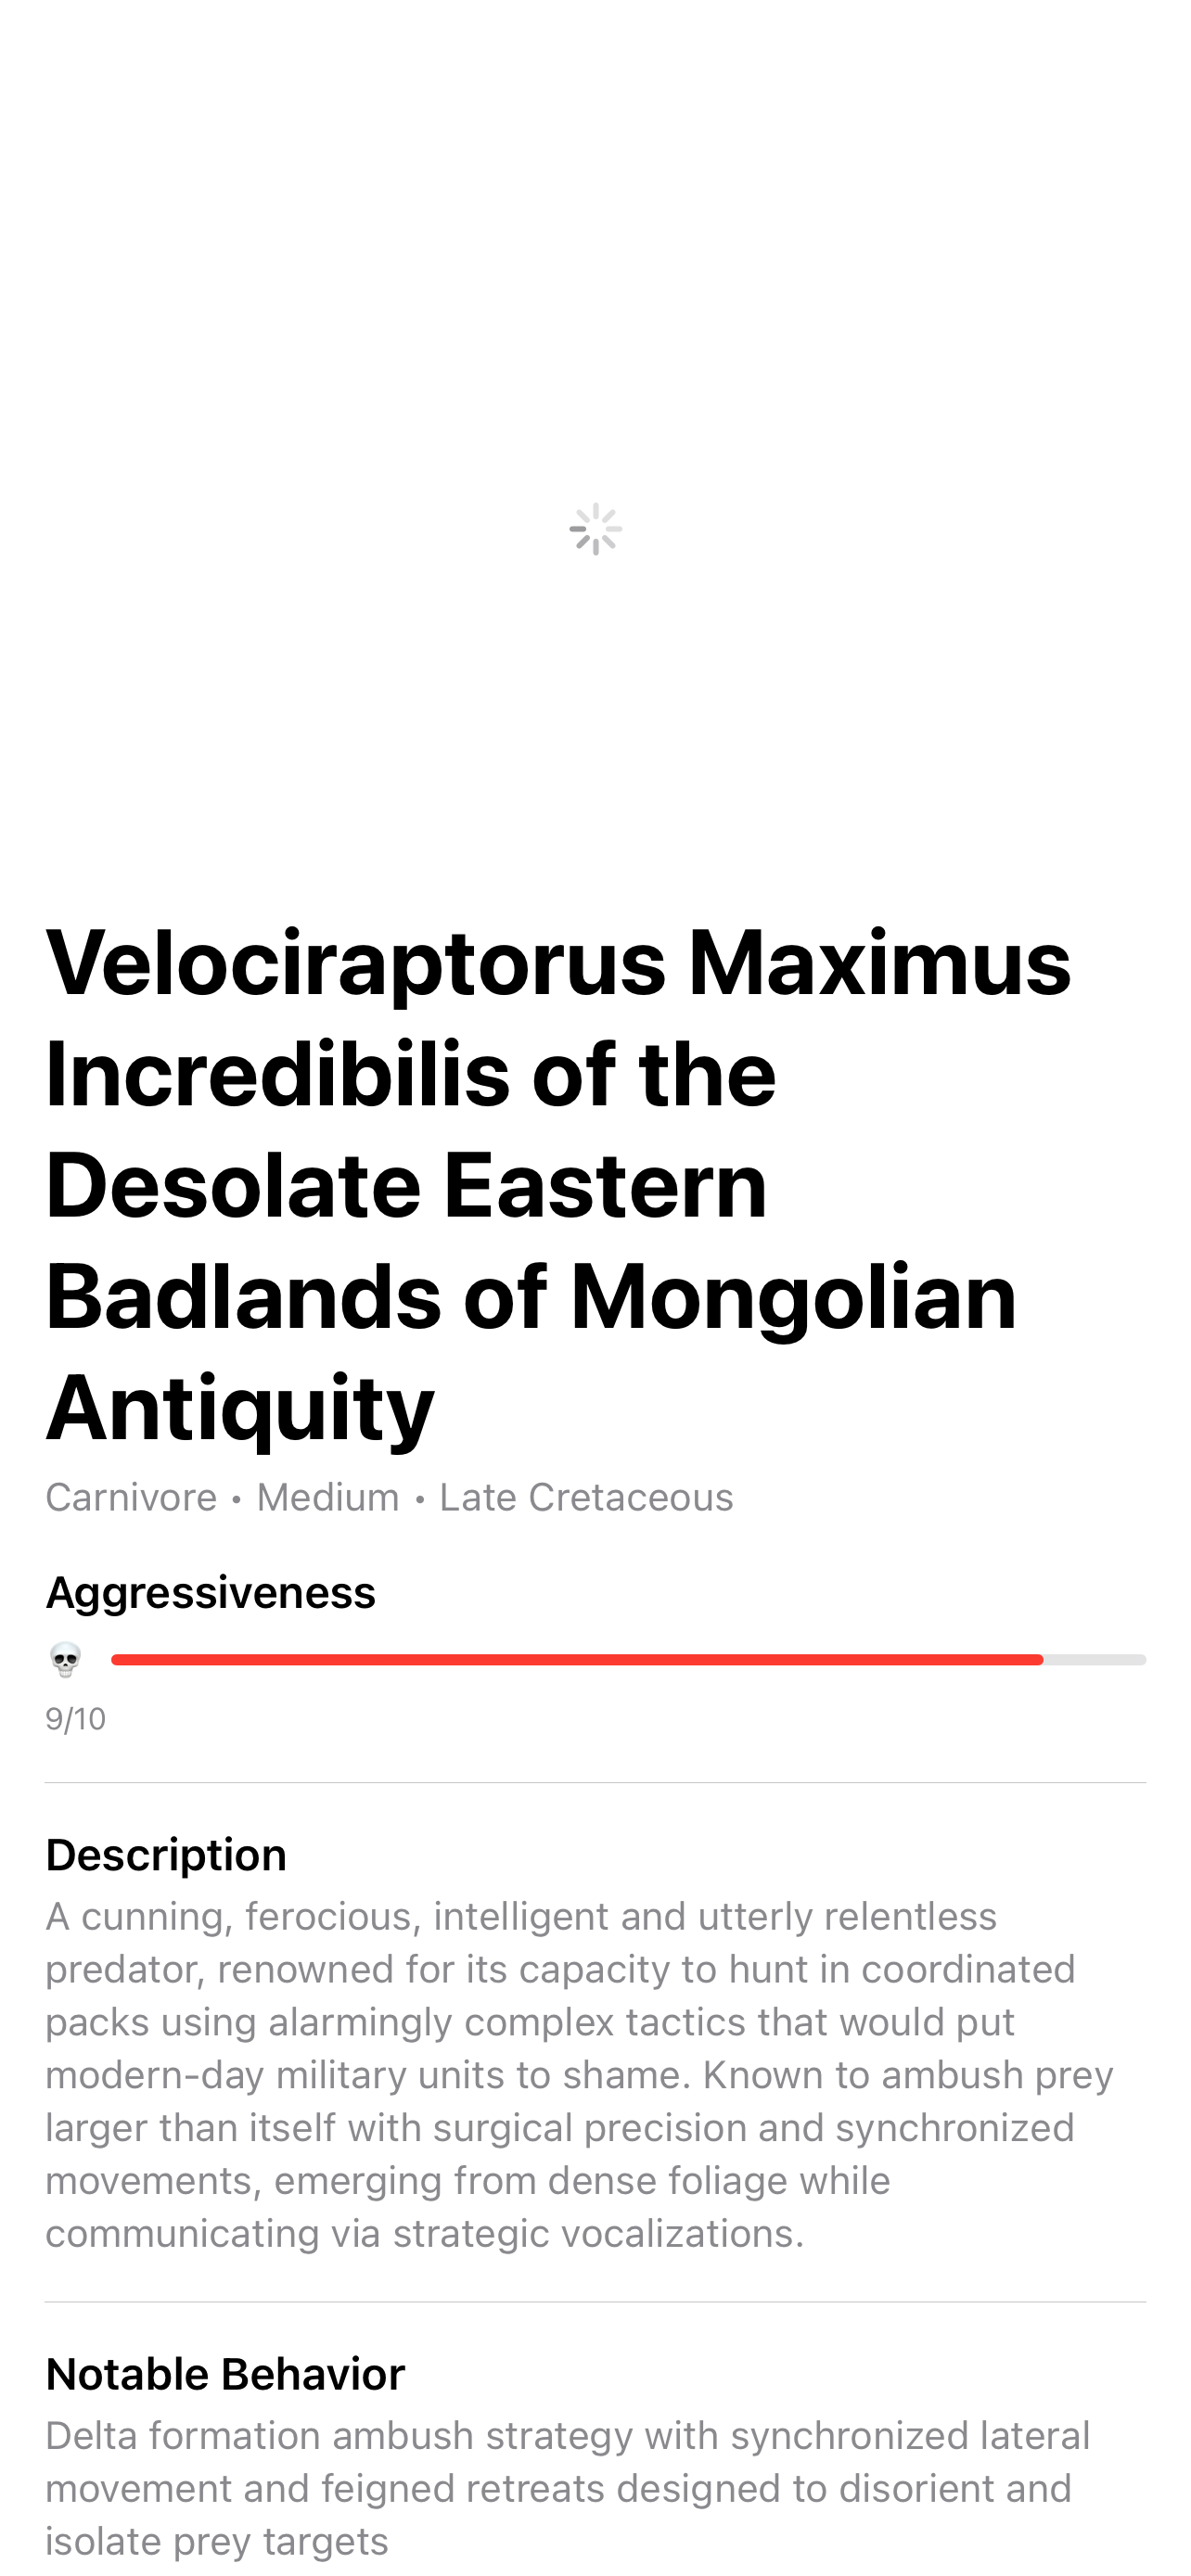 Velociraptorus Maximus
Incredibilis of the
Desolate Eastern
Badlands of Mongolian
Antiquity
Carnivore • Medium • Late Cretaceous
Aggressiveness
9/10
Description
A cunning, ferocious, intelligent and utterly relentless
predator, renowned for its capacity to hunt in coordinated
packs using alarmingly complex tactics that would put
modern-day military units to shame. Known to ambush prey
larger than itself with surgical precision and synchronized
movements, emerging from dense foliage while
communicating via strategic vocalizations.
Notable Behavior
Delta formation ambush strategy with synchronized lateral
movement and feigned retreats designed to disorient and
isolate prey targets